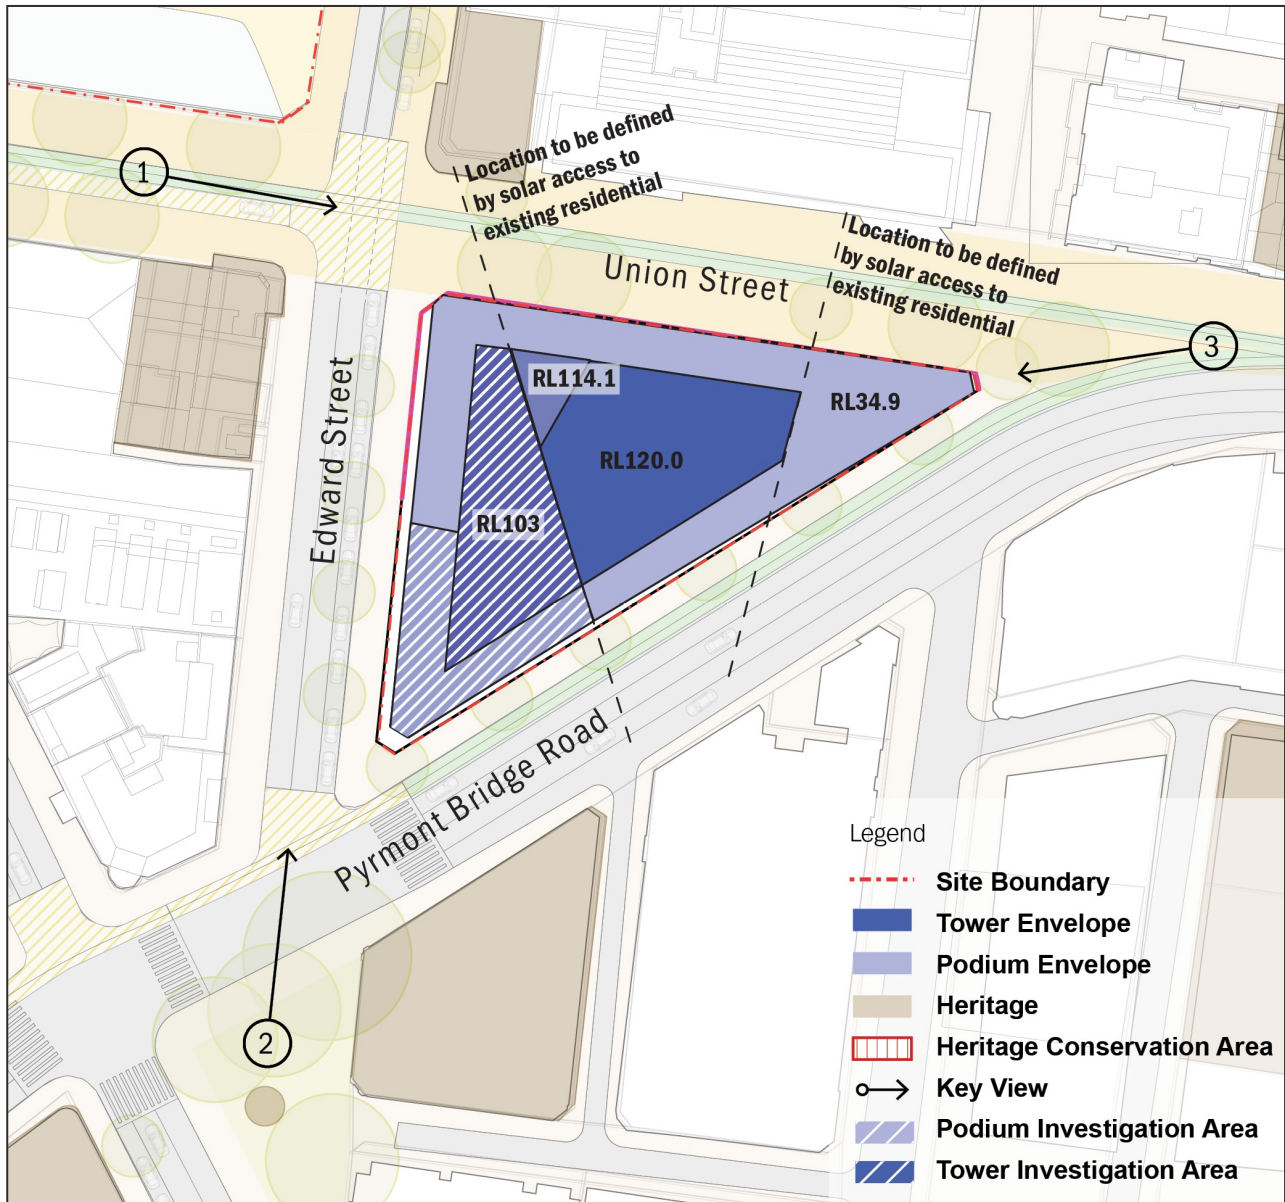 1
Location to be defined
by solar access to
existing residential
Location to be defined
by solar access to
existing residential
Union Street
3
RL114.1
RL34.9
RL120.0
RL103
Edward Street
Pyrmont Bridge Road
2
Legend
Site Boundary
Tower Envelope
Podium Envelope
Heritage
Heritage Conservation Area
Key View
Podium Investigation Area
Tower Investigation Area